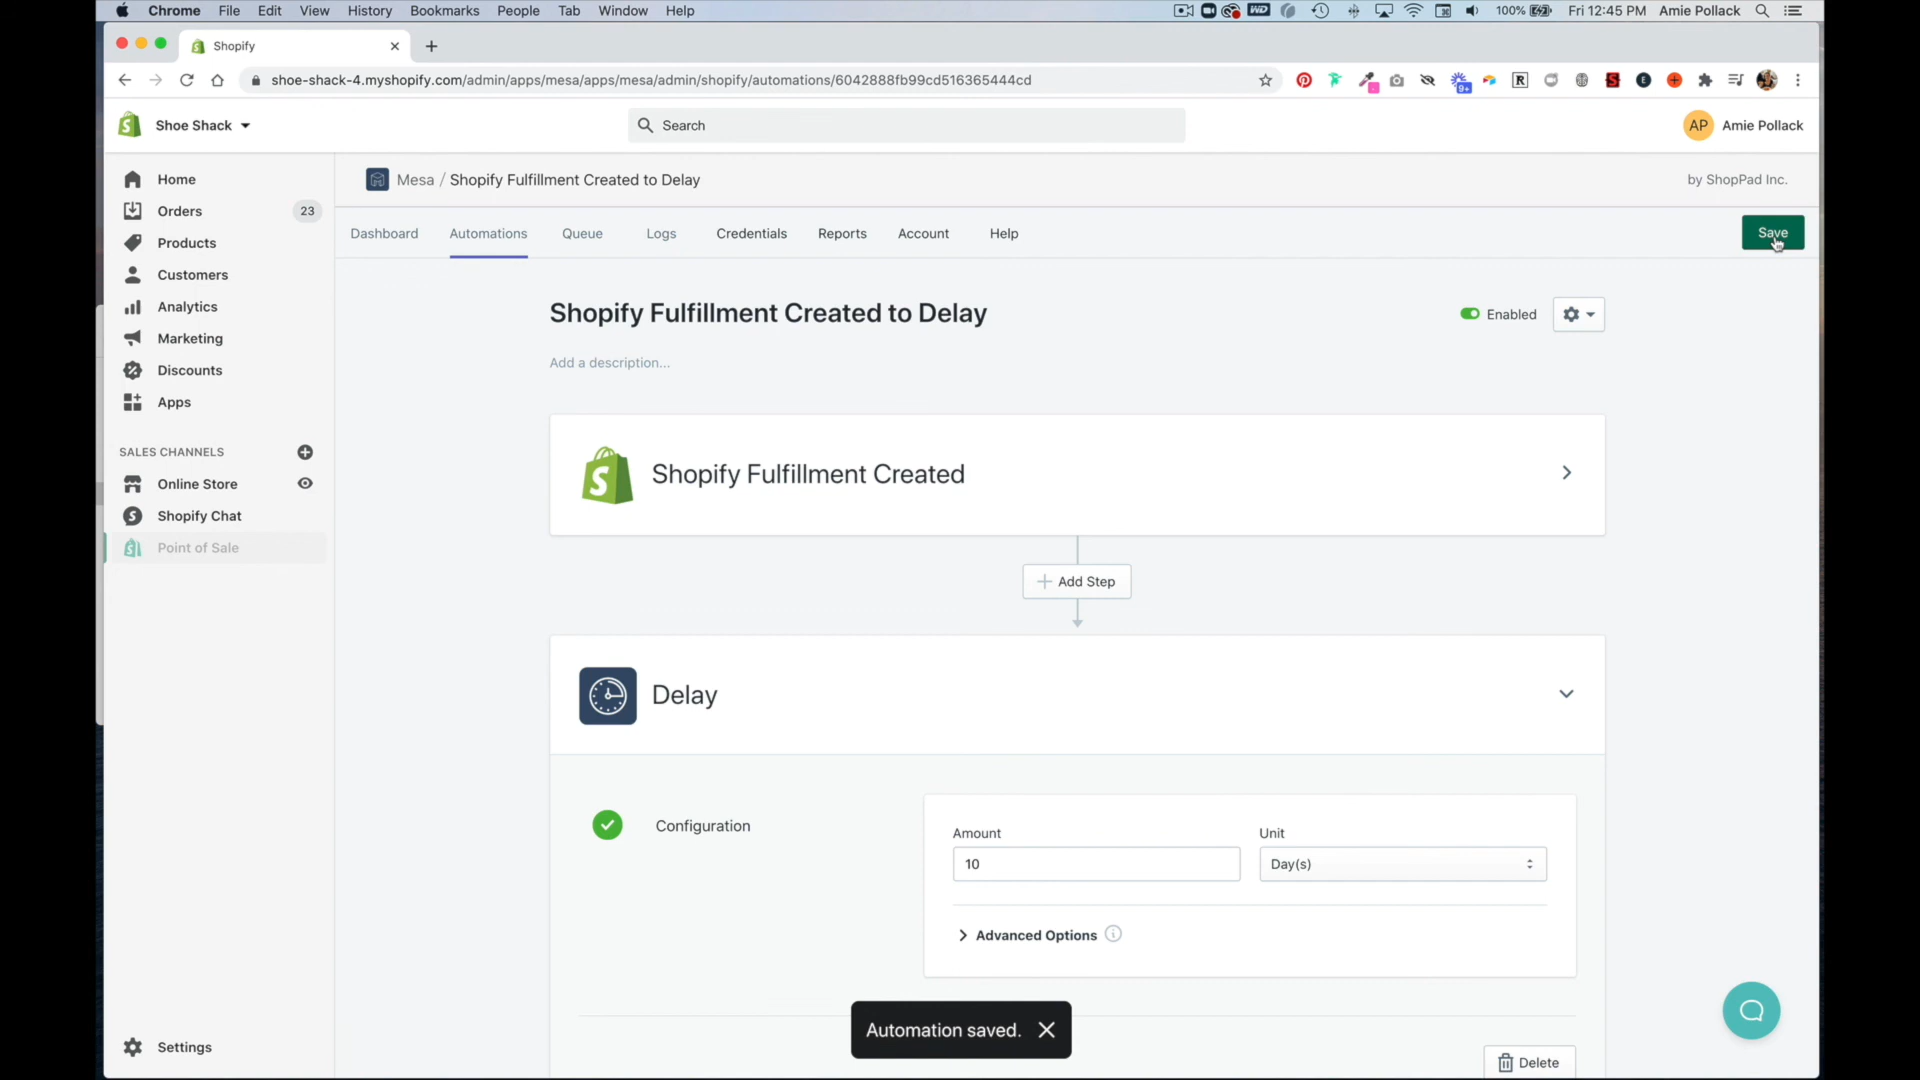 Chrome File Edit View History Bookmarks People Tab Window Help 100% Fri 12:45 PM Amie Pollack
Shopify
shoe-shack-4.myshopify.com/admin/apps/mesa/apps/mesa/admin/shopify/automations/6042888fb99cd516365444cd
9+
Shoe Shack
Search
AP Amie Pollack
Home
Orders 23
Products
Customers
Analytics
Marketing
Discounts
Apps
SALES CHANNELS
Online Store
Shopify Chat
Point of Sale
Settings
Mesa / Shopify Fulfillment Created to Delay
by ShopPad Inc.
Dashboard Automations Queue Logs Credentials Reports Account Help
Save
Shopify Fulfillment Created to Delay
Enabled
Add a description...
Shopify Fulfillment Created
Add Step
Delay
Configuration
Amount Unit
10 Day(s)
Advanced Options
Automation saved.
Delete